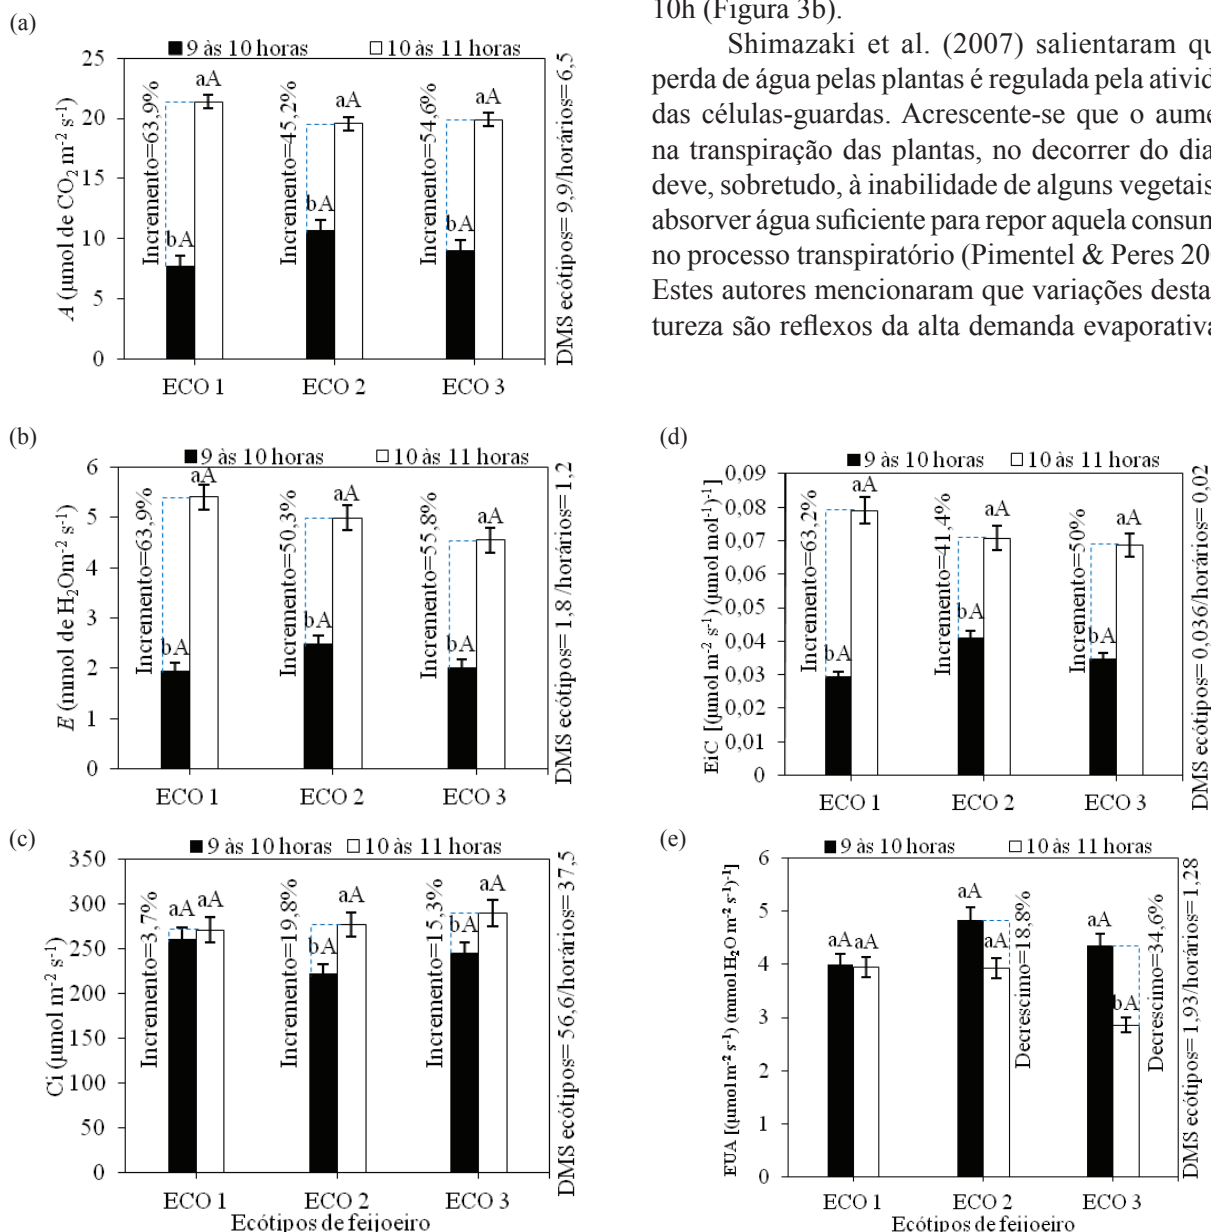 10h (Figura 3b).
Shimazaki et al. (2007) salientaram qu
perda de água pelas plantas é regulada pela ativid
das células-guardas. Acrescente-se que o aume
na transpiração das plantas, no decorrer do dia
deve, sobretudo, à inabilidade de alguns vegetais
absorver água suficiente para repor aquela consun
no processo transpiratório (Pimentel & Peres 200
Estes autores mencionaram que variações desta
tureza são reflexos da alta demanda evaporativa
(a)
9 às 10 horas 10 às 11 horas
A (µmol de CO2 m-2 s-1)
25
20
15
10
5
0
Incremento=63,9%
bA
aA
Incremento=45,2%
bA
aA
Incremento=54,6%
bA
aA
DMS ecótipos= 9,9/horários=6,5
ECO 1 ECO 2 ECO 3
(b)
9 às 10 horas 10 às 11 horas
E (mmol de H2Om-2 s-1)
6
5
4
3
2
1
0
Incremento=63,9%
bA
aA
Incremento=50,3%
bA
aA
Incremento=55,8%
bA
aA
DMS ecótipos= 1,8 /horários=1,2
ECO 1 ECO 2 ECO 3
(c)
9 às 10 horas 10 às 11 horas
Ci (µmol m-2 s-1)
350
300
250
200
150
100
50
0
Incremento=3,7%
aA
aA
Incremento=19,8%
bA
aA
Incremento=15,3%
bA
aA
DMS ecótipos= 56,6/horários= 37,5
ECO 1 ECO 2 ECO 3
Ecótipos de feijoeiro
(d)
9 às 10 horas 10 às 11 horas
EiC [(µmol m-2 s-1) (µmol mol-1)-1]
0,09
0,08
0,07
0,06
0,05
0,04
0,03
0,02
0,01
0
Incremento=63,2%
bA
aA
Incremento=41,4%
bA
aA
Incremento=50%
bA
aA
DMS ecótipos= 0,036/horários= 0,02
ECO 1 ECO 2 ECO 3
(e)
9 às 10 horas 10 às 11 horas
EUA [(µmol m-2 s-1) (mmol H2O m-2 s-1)-1]
6
5
4
3
2
1
0
aA
aA
aA
aA
Decrescimo=18,8%
aA
bA
Decrescimo=34,6%
DMS ecótipos= 1,93/horários=1,28
ECO 1 ECO 2 ECO 3
Ecótipos de feijoeiro